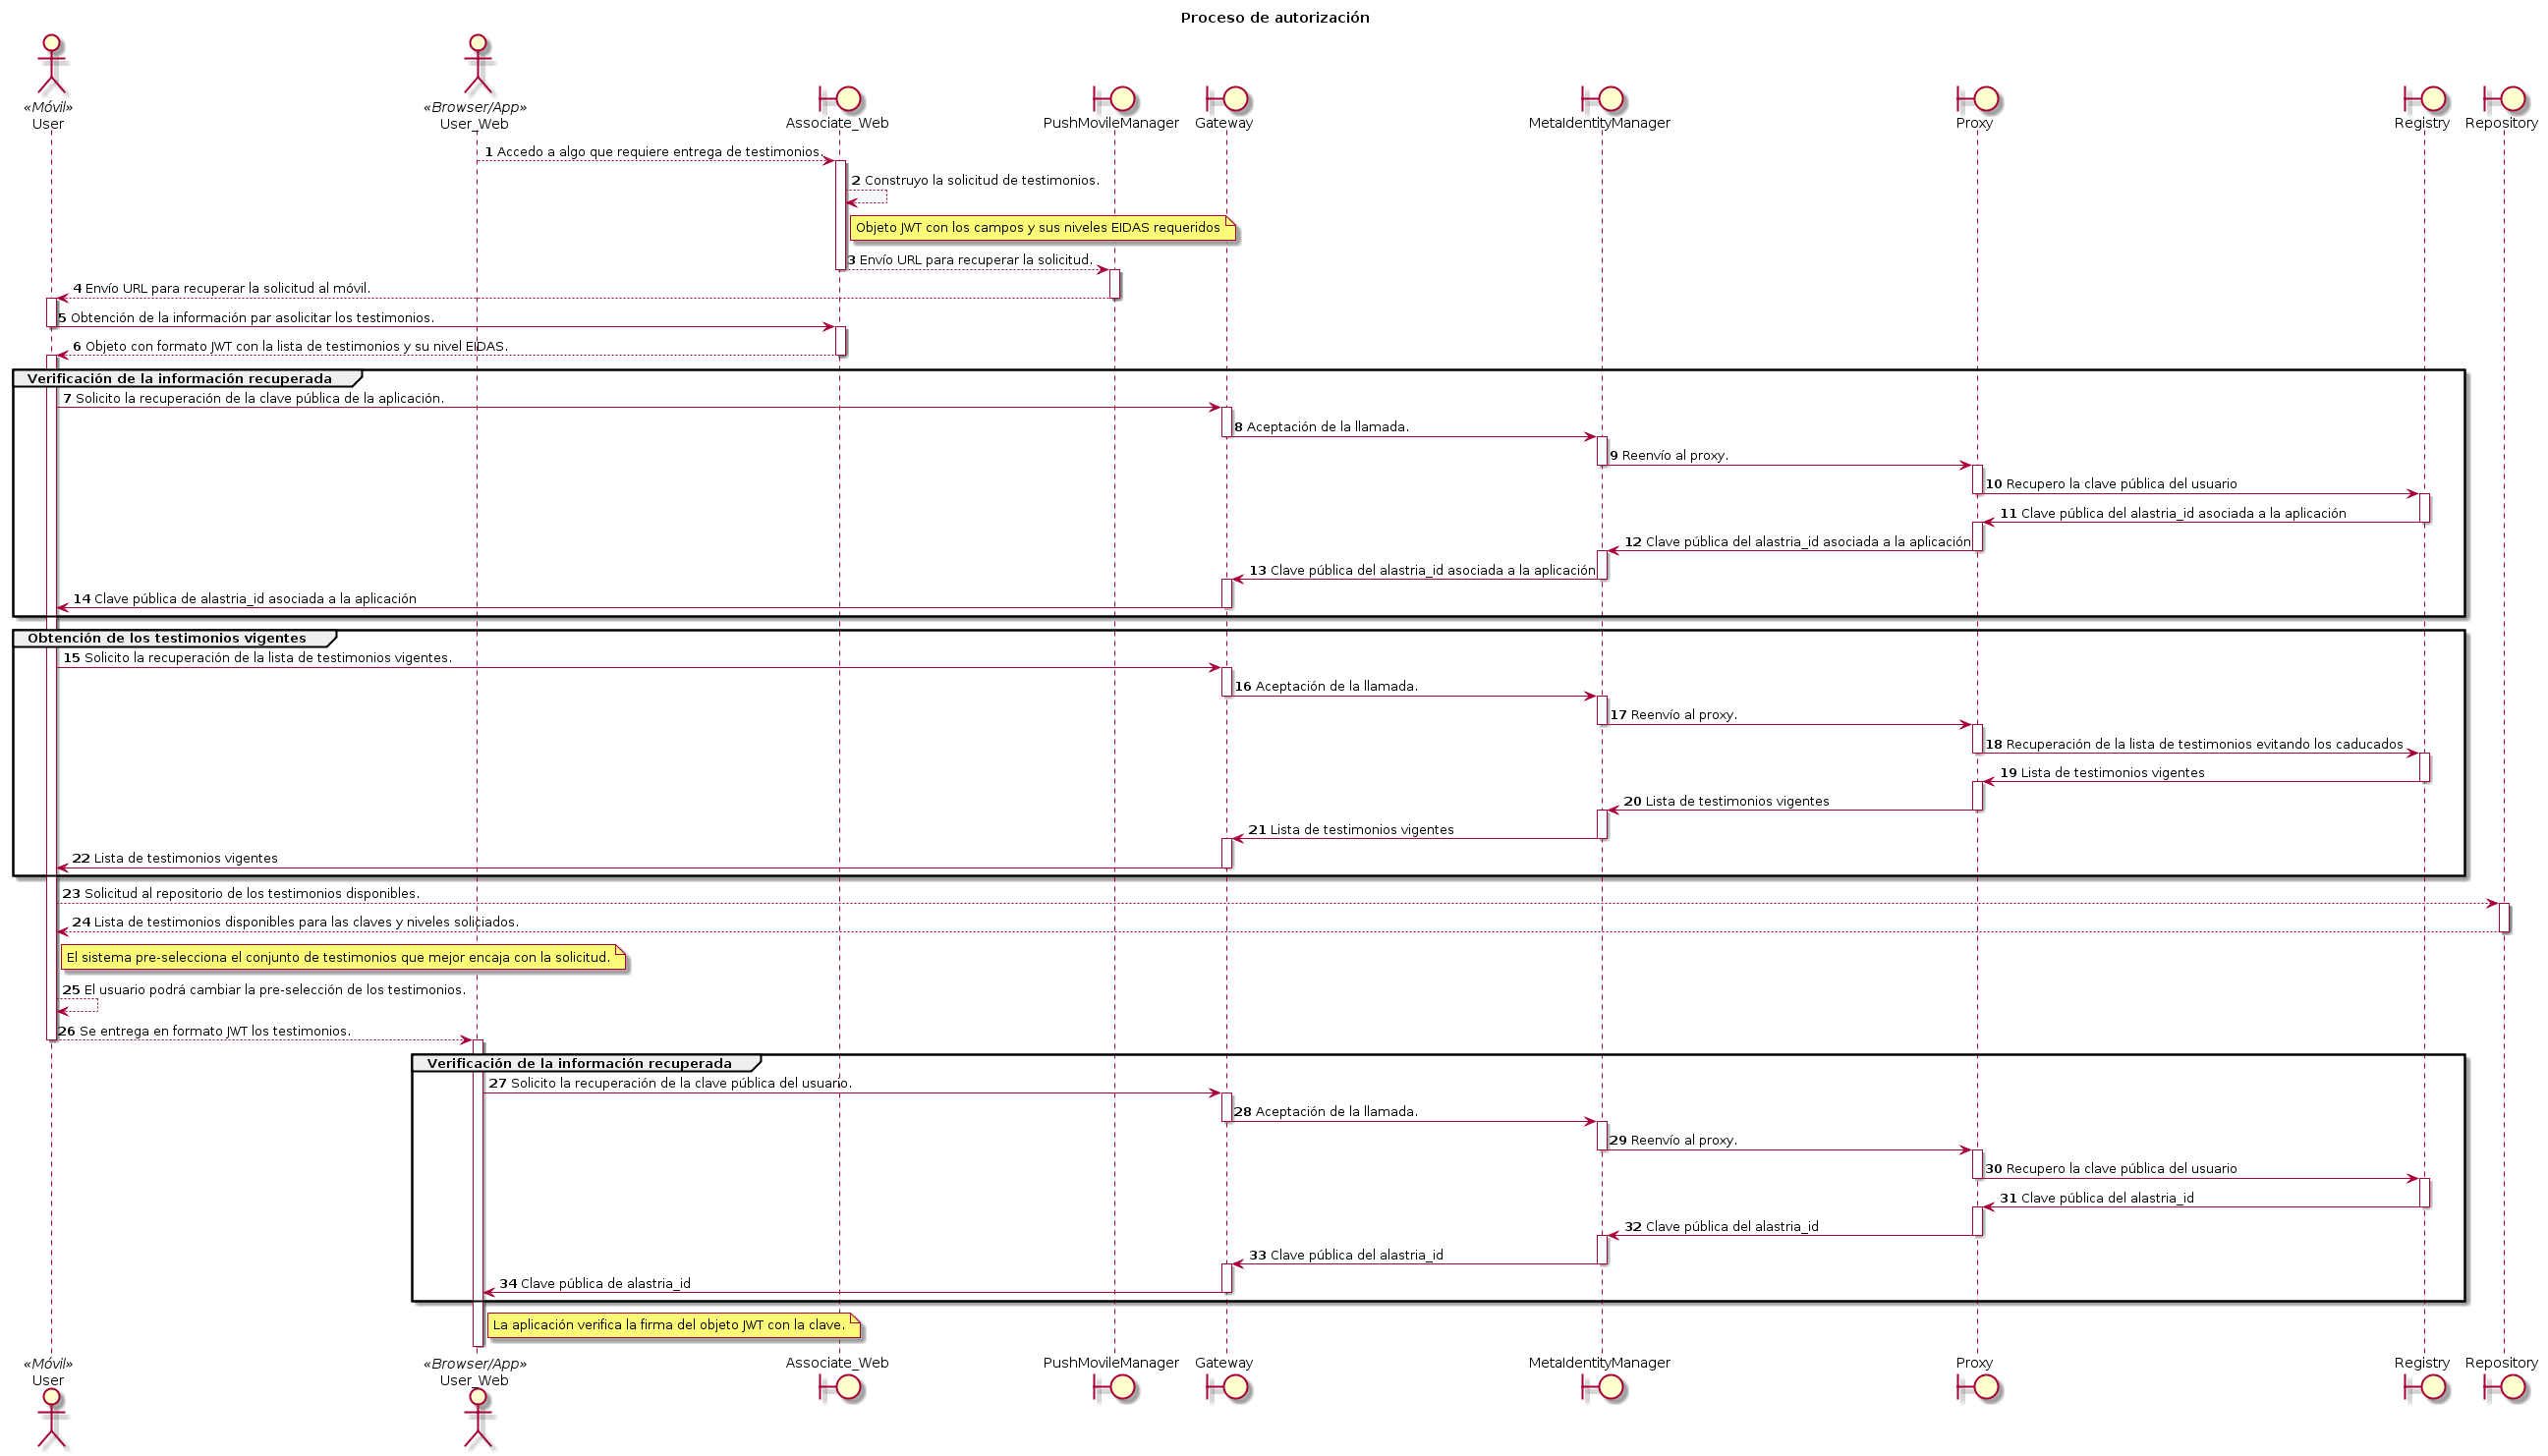 Proceso de autorización
«Móvil»
User
«Browser/App»
User_Web
Associate_Web
PushMovileManager
Gateway
MetaIdentityManager
Proxy
Registry
Repository
1 Accedo a algo que requiere entrega de testimonios.
2 Construyo la solicitud de testimonios.
Objeto JWT con los campos y sus niveles EIDAS requeridos
3 Envío URL para recuperar la solicitud.
4 Envío URL para recuperar la solicitud al móvil.
5 Obtención de la información par asolicitar los testimonios.
6 Objeto con formato JWT con la lista de testimonios y su nivel EIDAS.
Verificación de la información recuperada
7 Solicito la recuperación de la clave pública de la aplicación.
8 Aceptación de la llamada.
9 Reenvío al proxy.
10 Recupero la clave pública del usuario
11 Clave pública del alastria_id asociada a la aplicación
12 Clave pública del alastria_id asociada a la aplicación
13 Clave pública del alastria_id asociada a la aplicación
14 Clave pública de alastria_id asociada a la aplicación
Obtención de los testimonios vigentes
15 Solicito la recuperación de la lista de testimonios vigentes.
16 Aceptación de la llamada.
17 Reenvío al proxy.
18 Recuperación de la lista de testimonios evitando los caducados
19 Lista de testimonios vigentes
20 Lista de testimonios vigentes
21 Lista de testimonios vigentes
22 Lista de testimonios vigentes
23 Solicitud al repositorio de los testimonios disponibles.
24 Lista de testimonios disponibles para las claves y niveles soliciados.
El sistema pre-selecciona el conjunto de testimonios que mejor encaja con la solicitud.
25 El usuario podrá cambiar la pre-selección de los testimonios.
26 Se entrega en formato JWT los testimonios.
Verificación de la información recuperada
27 Solicito la recuperación de la clave pública del usuario.
28 Aceptación de la llamada.
29 Reenvío al proxy.
30 Recupero la clave pública del usuario
31 Clave pública del alastria_id
32 Clave pública del alastria_id
33 Clave pública del alastria_id
34 Clave pública de alastria_id
La aplicación verifica la firma del objeto JWT con la clave.
«Móvil»
User
«Browser/App»
User_Web
Associate_Web
PushMovileManager
Gateway
MetaIdentityManager
Proxy
Registry
Repository